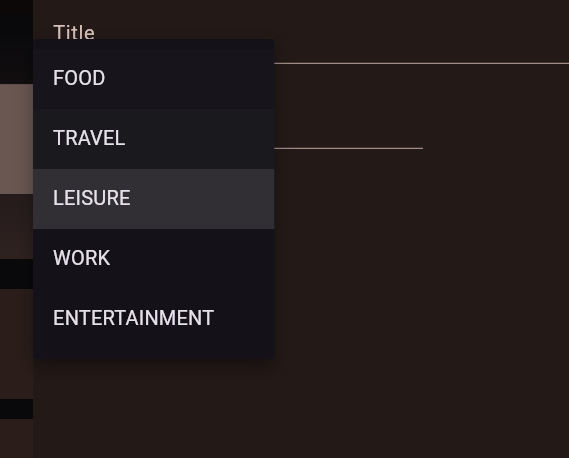 Title
FOOD
TRAVEL
LEISURE
WORK
ENTERTAINMENT